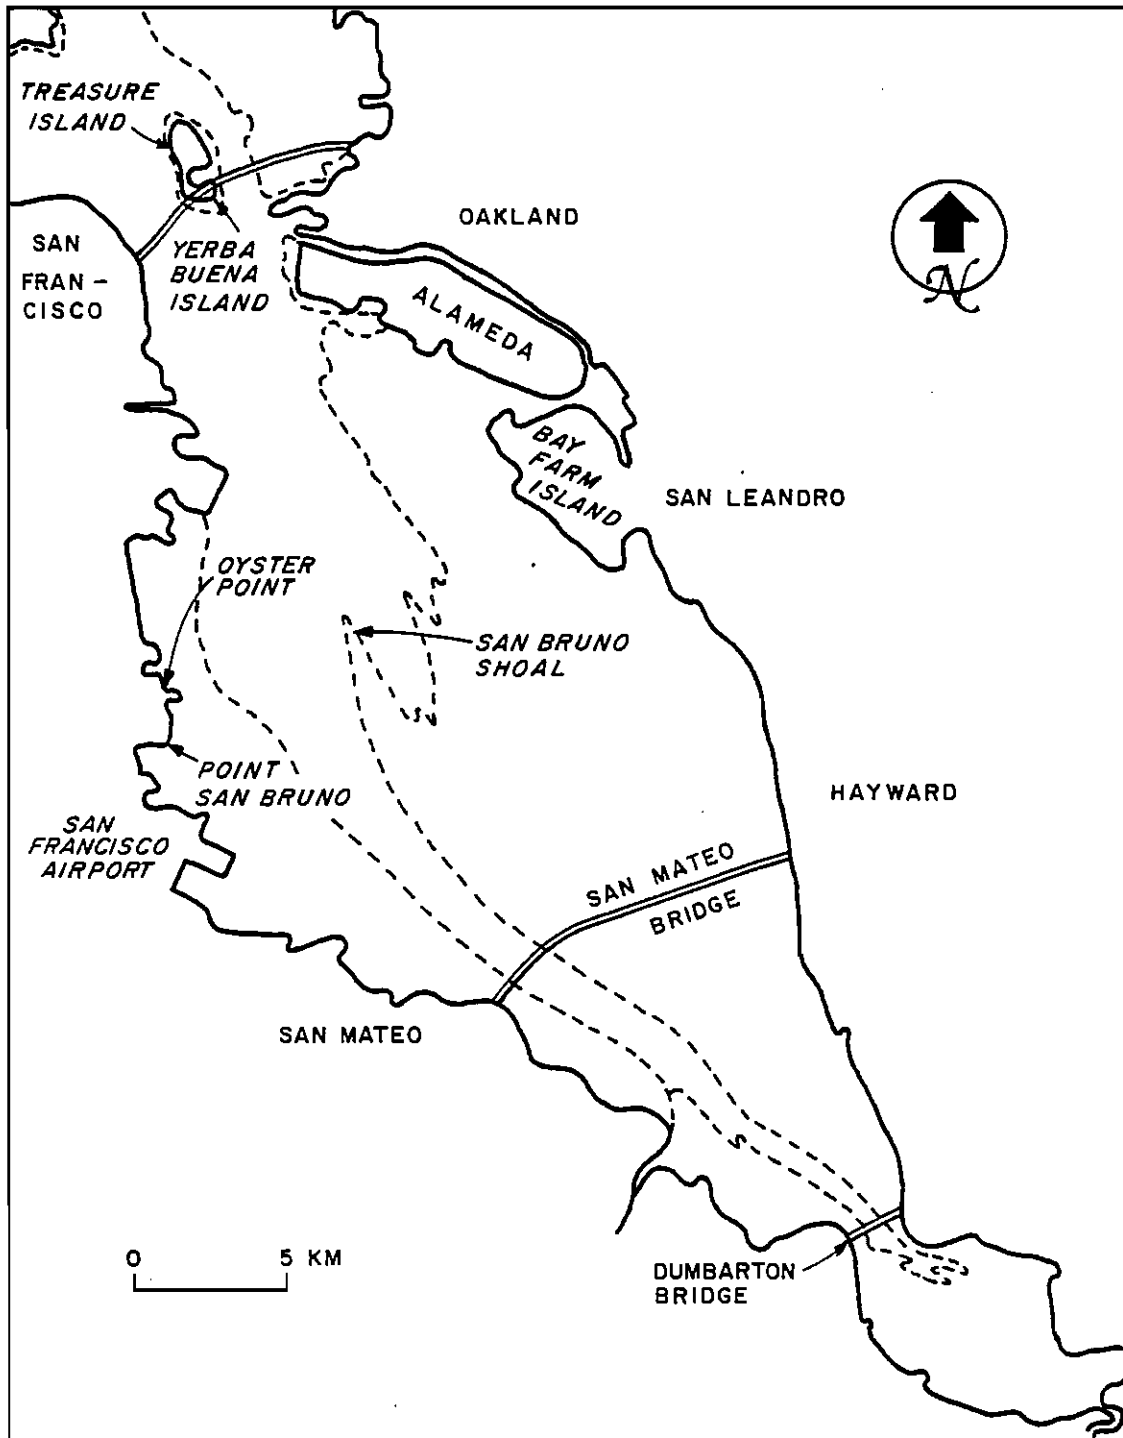 TREASURE
ISLAND
SAN
FRAN -
CISCO
YERBA
BUENA
ISLAND
OAKLAND
N
ALAMEDA
BAY
FARM
ISLAND
SAN LEANDRO
OYSTER
POINT
SAN BRUNO
SHOAL
POINT
SAN BRUNO
HAYWARD
SAN
FRANCISCO
AIRPORT
SAN MATEO
BRIDGE
SAN MATEO
0 5 KM
DUMBARTON
BRIDGE